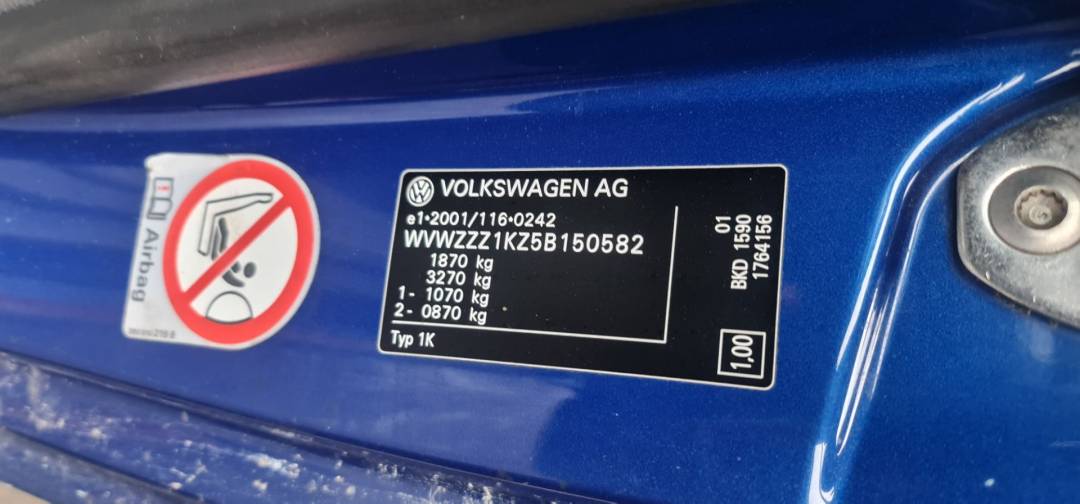 Airbag
VOLKSWAGEN AG
e1*2001/116*0242
WVWZZZ1KZ5B150582
1870 kg
3270 kg
1- 1070 kg
2- 0870 kg
Typ 1K
01
BKD 1590
1764156
1,00